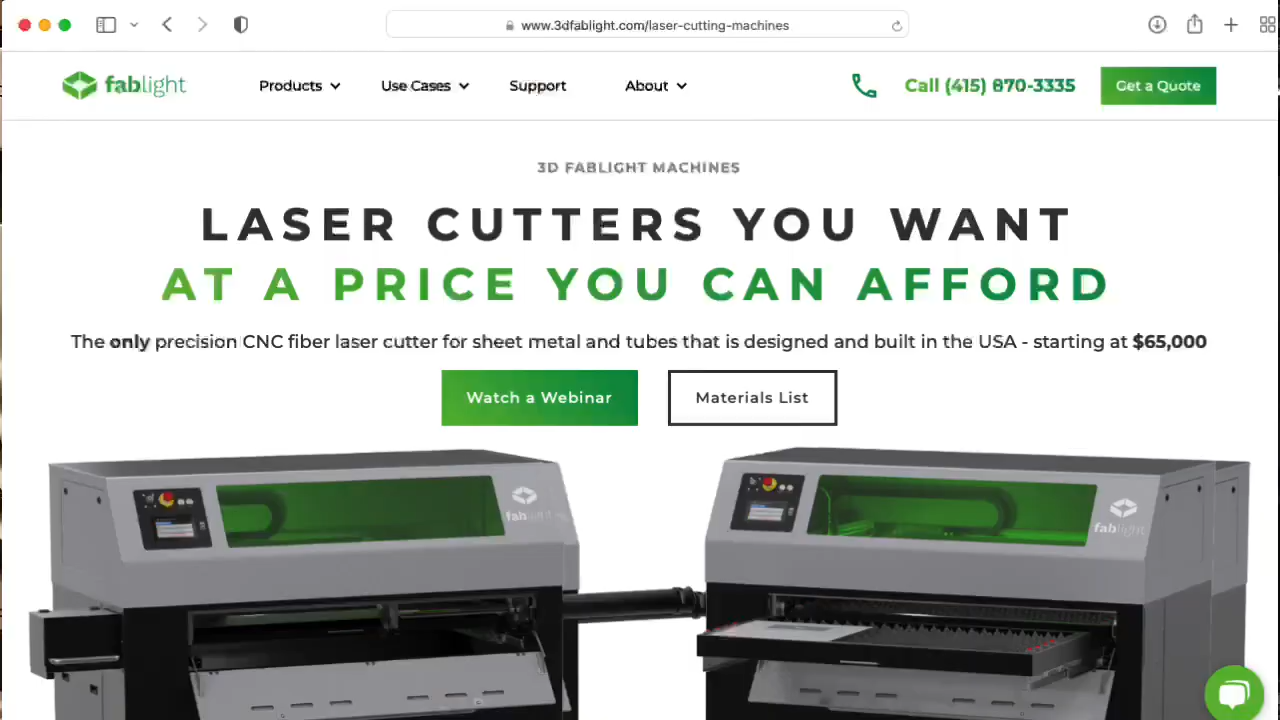 www.3dfablight.com/laser-cutting-machines
fablight
Products
Use Cases
Support
About
Call (415) 870-3335
Get a Quote
3D FABLIGHT MACHINES
LASER CUTTERS YOU WANT
AT A PRICE YOU CAN AFFORD
The only precision CNC fiber laser cutter for sheet metal and tubes that is designed and built in the USA - starting at $65,000
Watch a Webinar
Materials List
fablight
fablight